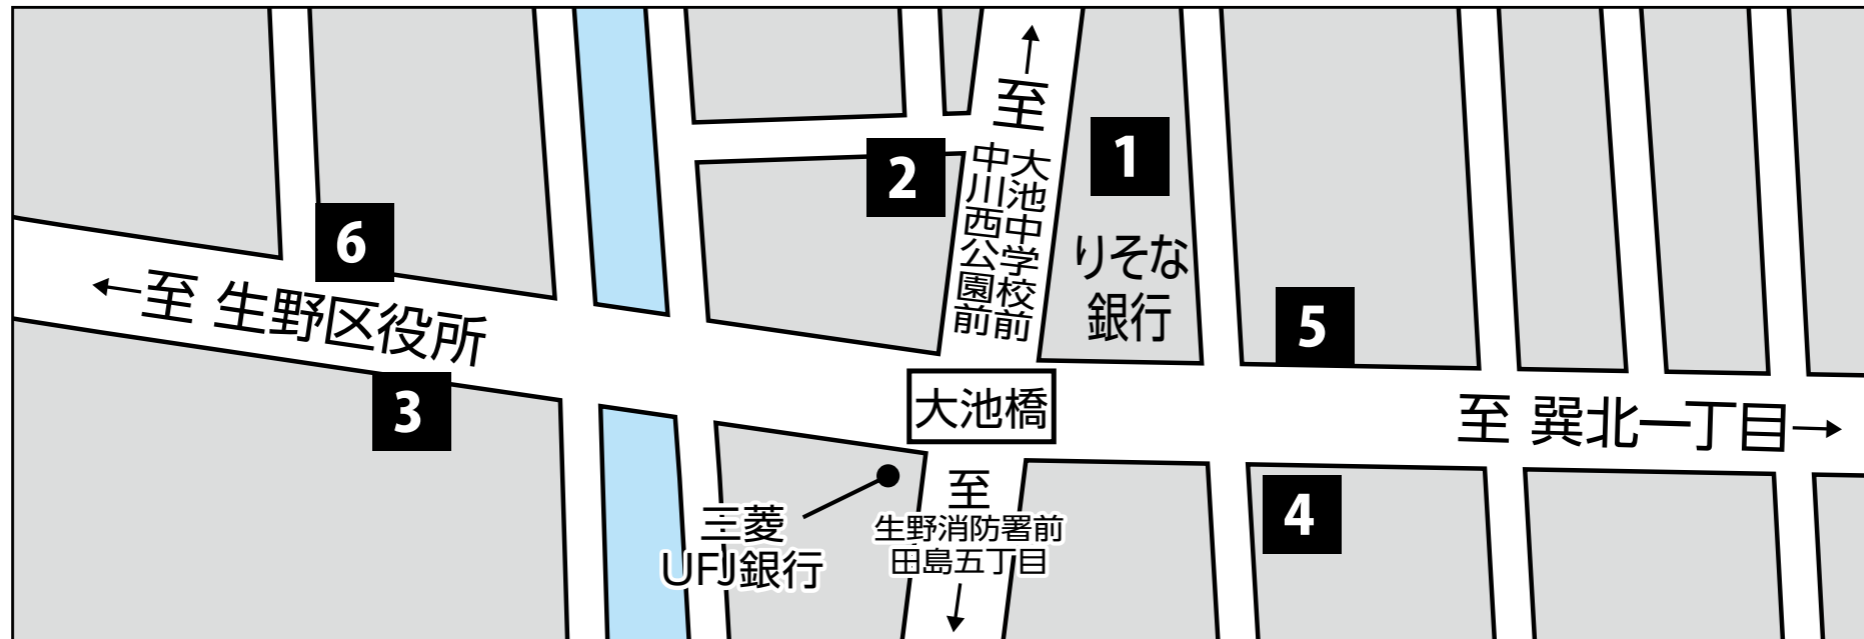 至
大池中学校前
中川西公園前
1
2
りそな
銀行
6
至 生野区役所
5
3
大池橋
至 巽北一丁目
三菱
UFJ銀行
至
生野消防署前
田島五丁目
4